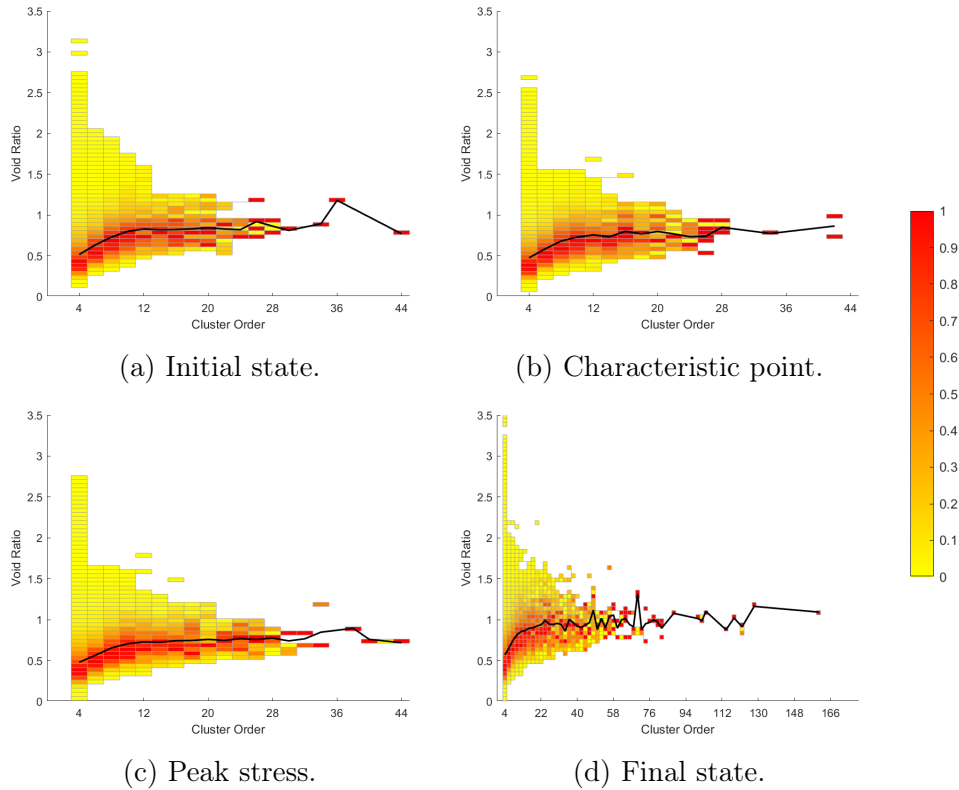 3.5
3
2.5
2
1.5
1
0.5
0
Void Ratio
4 12 20 28 36 44
Cluster Order
(a) Initial state.
3.5
3
2.5
2
1.5
1
0.5
0
Void Ratio
4 12 20 28 36 44
Cluster Order
(b) Characteristic point.
3.5
3
2.5
2
1.5
1
0.5
0
Void Ratio
4 12 20 28 36 44
Cluster Order
(c) Peak stress.
3.5
3
2.5
2
1.5
1
0.5
0
Void Ratio
4 22 40 58 76 94 112 130 148 166
Cluster Order
(d) Final state.
1
0.9
0.8
0.7
0.6
0.5
0.4
0.3
0.2
0.1
0